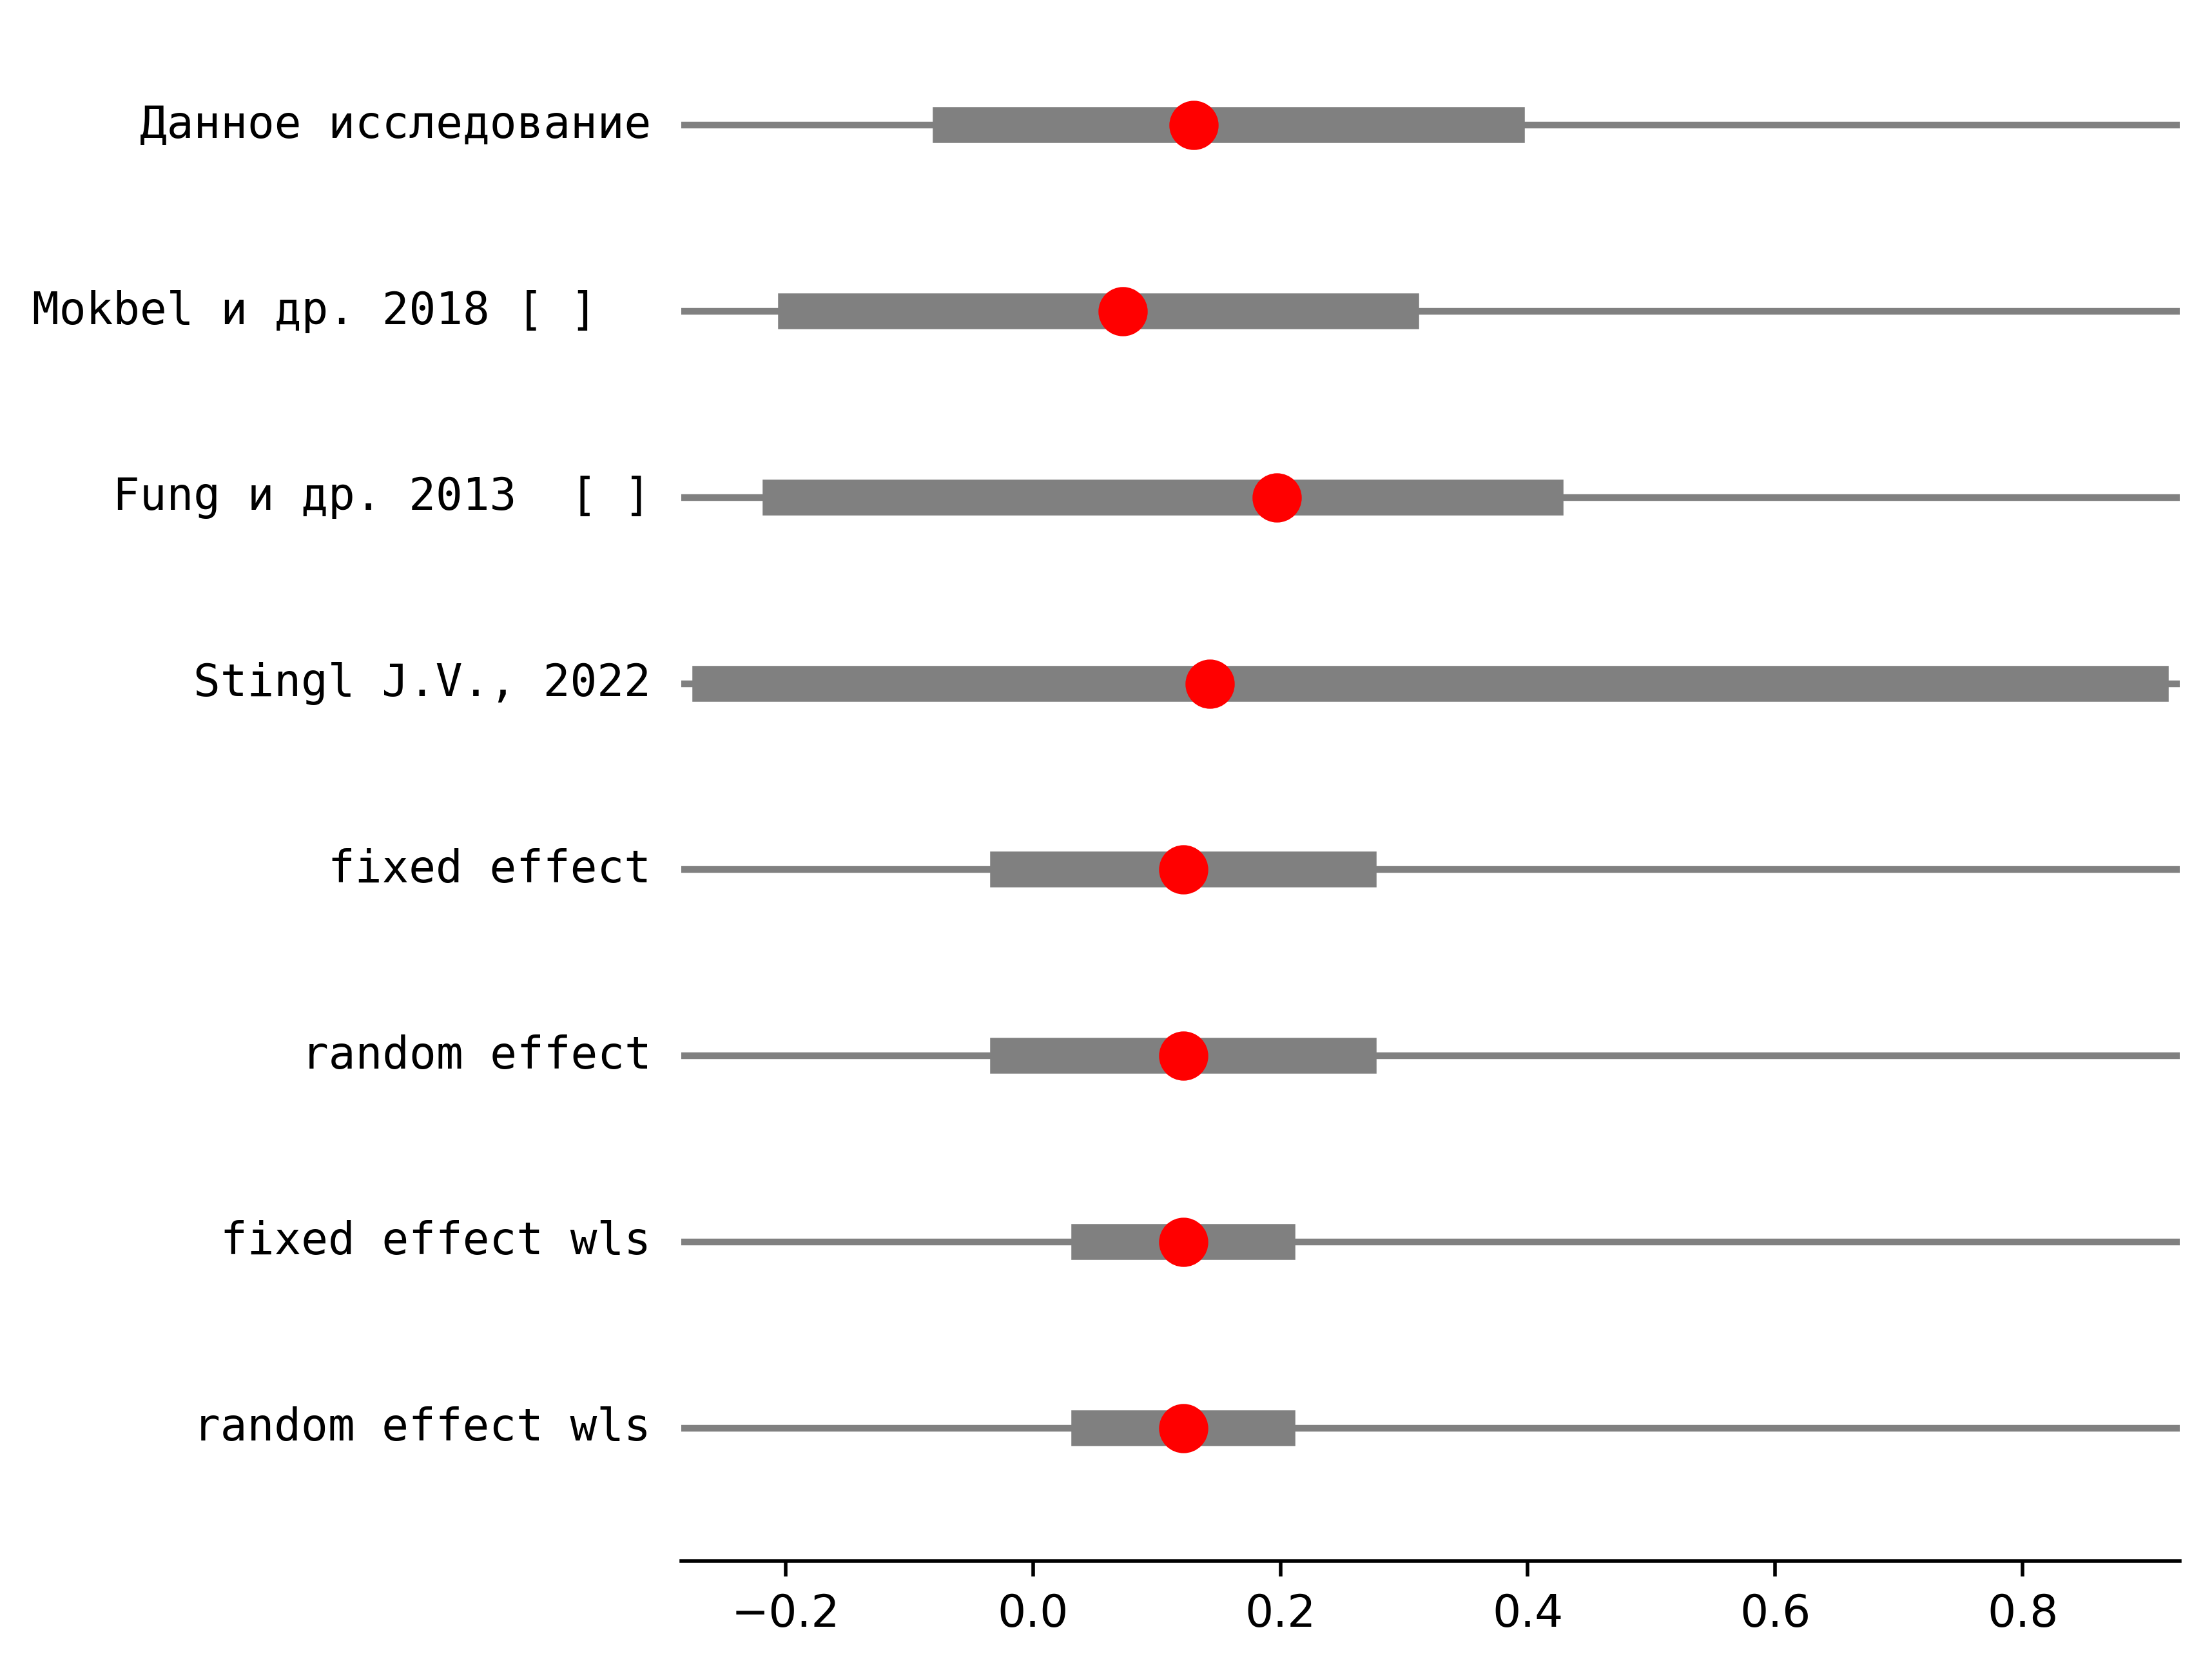 Данное исследование
Mokbel и др. 2018 [ ]
Fung и др. 2013  [ ]
Stingl J.V., 2022
fixed effect
random effect
fixed effect wls
random effect wls
−0.2 0.0 0.2 0.4 0.6 0.8